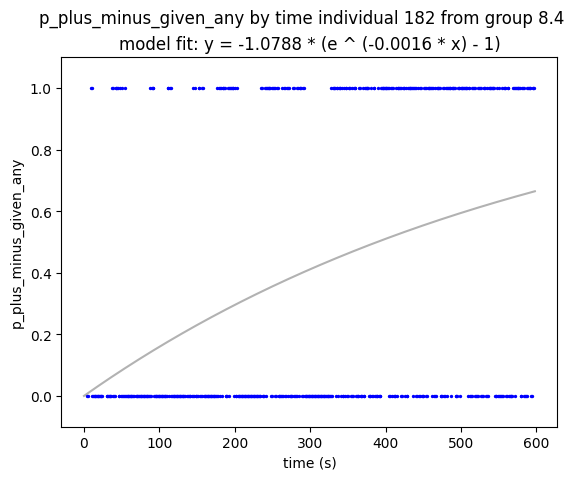 p_plus_minus_given_any by time individual 182 from group 8.4
model fit: y = -1.0788 * (e ^ (-0.0016 * x) - 1)
1.0
0.8
0.6
0.4
0.2
0.0
p_plus_minus_given_any
0 100 200 300 400 500 600
time (s)